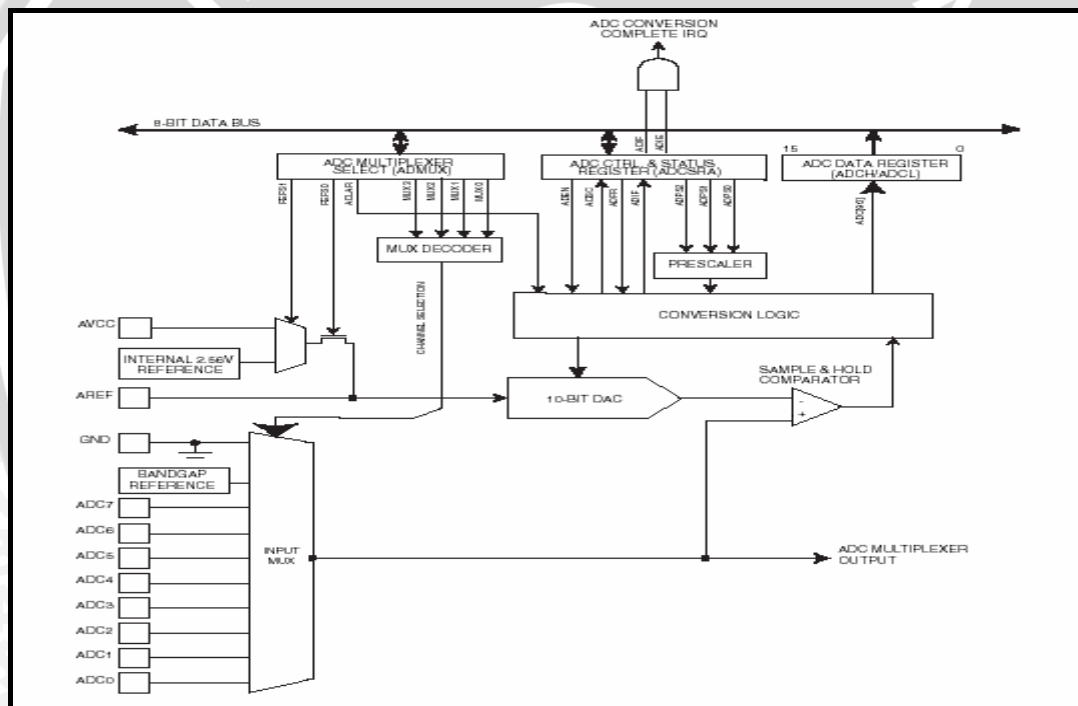 ADC CONVERSION
COMPLETE IRQ
8-BIT DATA BUS
ADIF
ADIE
15
0
ADC MULTIPLEXER
SELECT (ADMUX)
ADC CTRL. & STATUS
REGISTER (ADCSRA)
ADC DATA REGISTER
(ADCH/ADCL)
REFS1
REFS0
ADLAR
MUX3
MUX2
MUX1
MUX0
ADEN
ADSC
ADFR
ADIF
ADPS2
ADPS1
ADPS0
ADC[9:0]
MUX DECODER
PRESCALER
CHANNEL SELECTION
CONVERSION LOGIC
AVCC
INTERNAL 2.56V
REFERENCE
SAMPLE & HOLD
COMPARATOR
AREF
10-BIT DAC
-
+
GND
BANDGAP
REFERENCE
ADC7
ADC6
ADC5
INPUT
MUX
ADC MULTIPLEXER
OUTPUT
ADC4
ADC3
ADC2
ADC1
ADC0